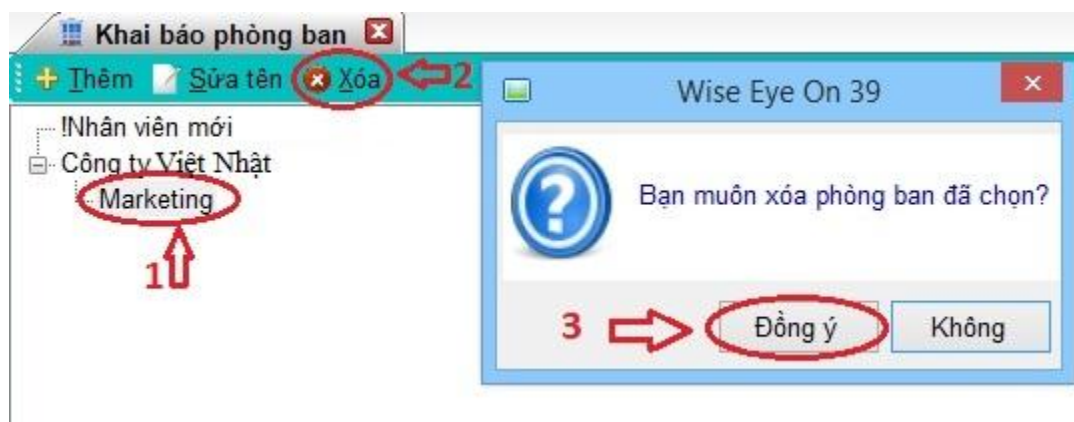 Khai báo phòng ban
Thêm Sửa tên Xóa 2
!Nhân viên mới
Công ty Việt Nhật
Marketing
1
Wise Eye On 39
Bạn muôn xóa phòng ban đã chọn?
3 Đồng ý Không